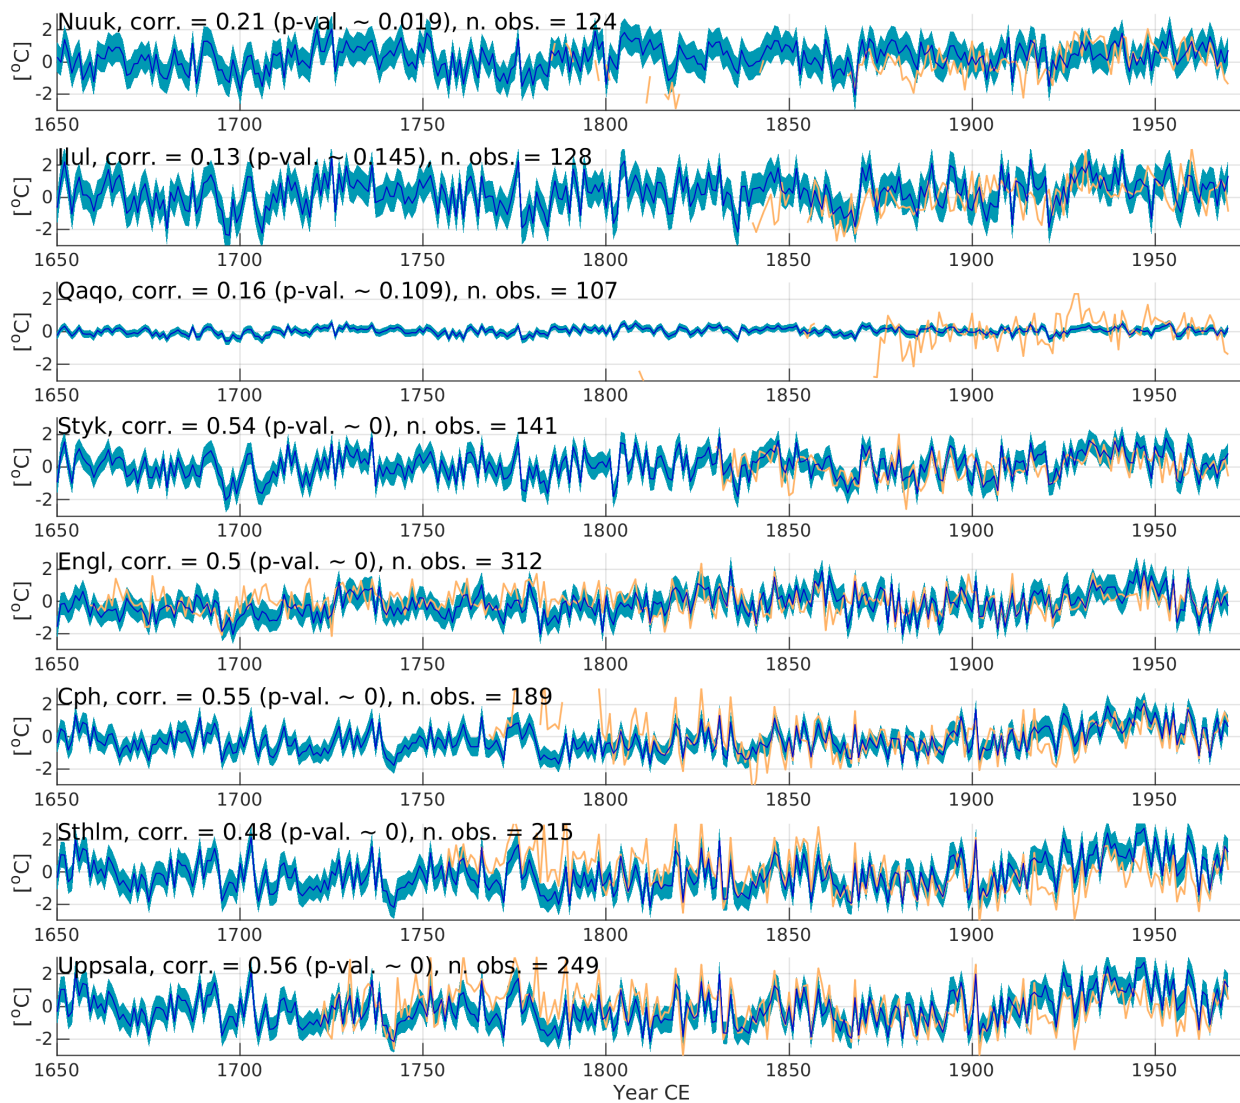 Nuuk, corr. = 0.21 (p-val. ~ 0.019), n. obs. = 124
[°C]
2
0
-2
1650 1700 1750 1800 1850 1900 1950
Ilul, corr. = 0.13 (p-val. ~ 0.145), n. obs. = 128
[°C]
2
0
-2
1650 1700 1750 1800 1850 1900 1950
Qaqo, corr. = 0.16 (p-val. ~ 0.109), n. obs. = 107
[°C]
2
0
-2
1650 1700 1750 1800 1850 1900 1950
Styk, corr. = 0.54 (p-val. ~ 0), n. obs. = 141
[°C]
2
0
-2
1650 1700 1750 1800 1850 1900 1950
Engl, corr. = 0.5 (p-val. ~ 0), n. obs. = 312
[°C]
2
0
-2
1650 1700 1750 1800 1850 1900 1950
Cph, corr. = 0.55 (p-val. ~ 0), n. obs. = 189
[°C]
2
0
-2
1650 1700 1750 1800 1850 1900 1950
Sthlm, corr. = 0.48 (p-val. ~ 0), n. obs. = 215
[°C]
2
0
-2
1650 1700 1750 1800 1850 1900 1950
Uppsala, corr. = 0.56 (p-val. ~ 0), n. obs. = 249
[°C]
2
0
-2
1650 1700 1750 1800 1850 1900 1950
Year CE